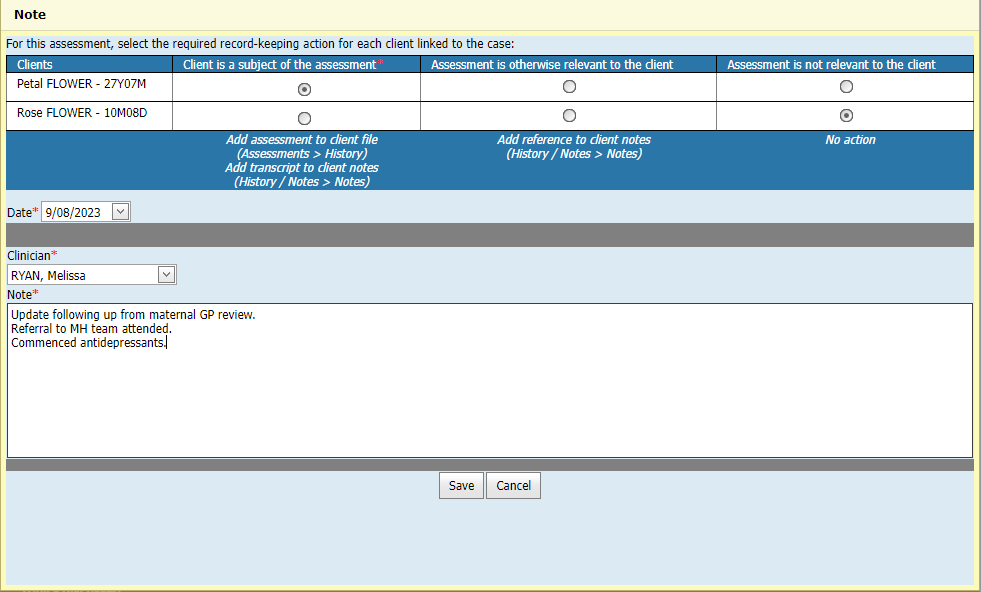 Note
For this assessment, select the required record-keeping action for each client linked to the case:
Clients Client is a subject of the assessment* Assessment is otherwise relevant to the client Assessment is not relevant to the client
Petal FLOWER - 27Y07M
Rose FLOWER - 10M08D
Add assessment to client file Add reference to client notes No action
(Assessments > History) (History / Notes > Notes)
Add transcript to client notes
(History / Notes > Notes)
Date* 9/08/2023
Clinician*
RYAN, Melissa
Note*
Update following up from maternal GP review.
Referral to MH team attended.
Commenced antidepressants.
Save Cancel